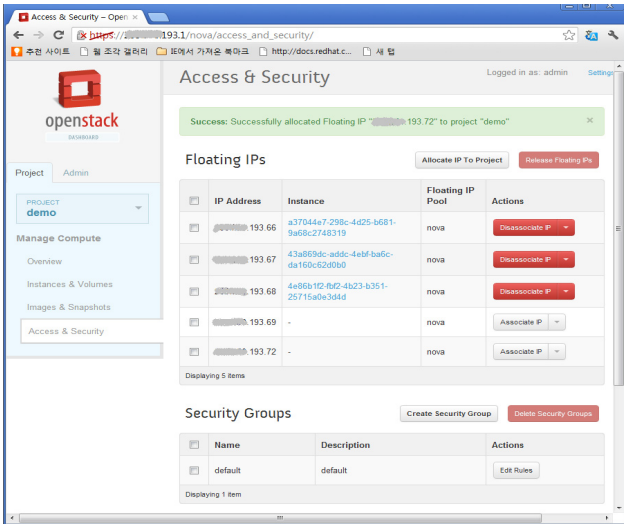 Access & Security – Open
https://
193.1/nova/access_and_security/
추천 사이트 웹 조각 갤러리 IE에서 가져온 북마크 http://docs.redhat.c... 새 탭
openstack
DASHBOARD
Project Admin
PROJECT
demo
Manage Compute
Overview
Instances & Volumes
Images & Snapshots
Access & Security
Access & Security
Logged in as: admin Settings
Success: Successfully allocated Floating IP " .193.72" to project "demo" ×
Floating IPs
Allocate IP To Project Release Floating IPs
IP Address Instance Floating IP Pool Actions
.193.66 a37044e7-298c-4d25-b681-9a68c2748319 nova Disassociate IP
.193.67 43a869dc-addc-4ebf-ba6c-da160c62d0b0 nova Disassociate IP
.193.68 4e86b1f2-fbf2-4b23-b351-25715a0e3d4d nova Disassociate IP
.193.69 - nova Associate IP
.193.72 - nova Associate IP
Displaying 5 items
Security Groups
Create Security Group Delete Security Groups
Name Description Actions
default default Edit Rules
Displaying 1 item